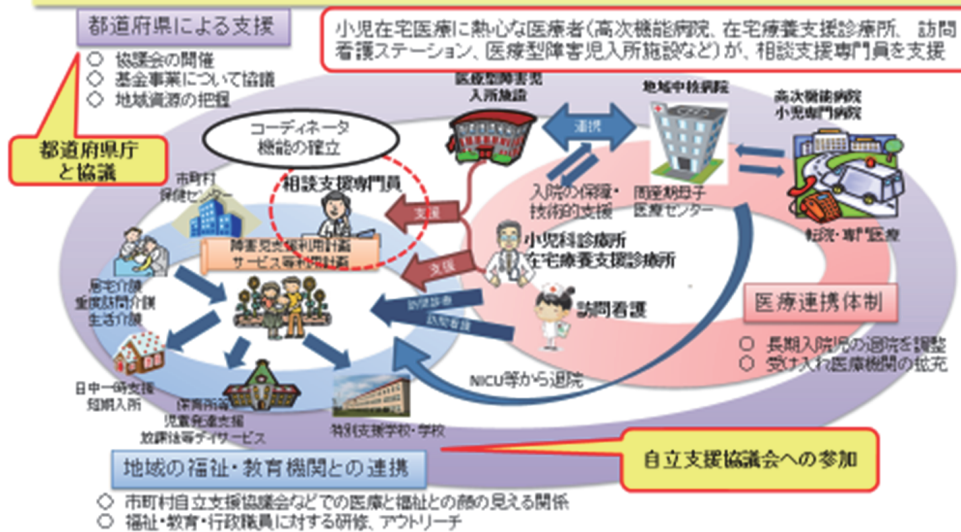 都道府県による支援
◇ 協議会の開催
◇ 基金事業について協議
◇ 地域資源の把握
小児在宅医療に熱心な医療者(高次機能病院、在宅療養支援診療所、 訪問
看護ステーション、医療型障害児入所施設など)が、相談支援専門員を支援
都道府県庁
と協議
コーディネータ
機能の確立
医療型障害児
入所施設
連携
地域中核病院
高次機能病院
小児専門病院
市町村
保健センター
相談支援専門員
支援
入院の保障・
技術的支援
周産期母子
医療センター
転院・専門医療
障害児支援利用計画
サービス等利用計画
支援
小児科診療所
在宅療養支援診療所
居宅介護
重度訪問介護
生活介護
訪問診療
訪問看護
訪問看護
医療連携体制
○ 長期入院児の退院を調整
○ 受け入れ医療機関の拡充
日中一時支援
短期入所
NICU等から退院
保育所等
児童発達支援
放課後等デイサービス
特別支援学校・学校
地域の福祉・教育機関との連携
自立支援協議会への参加
◇ 市町村自立支援協議会などでの医療と福祉との顔の見える関係
○ 福祉・教育・行政職員に対する研修、アウトリーチ